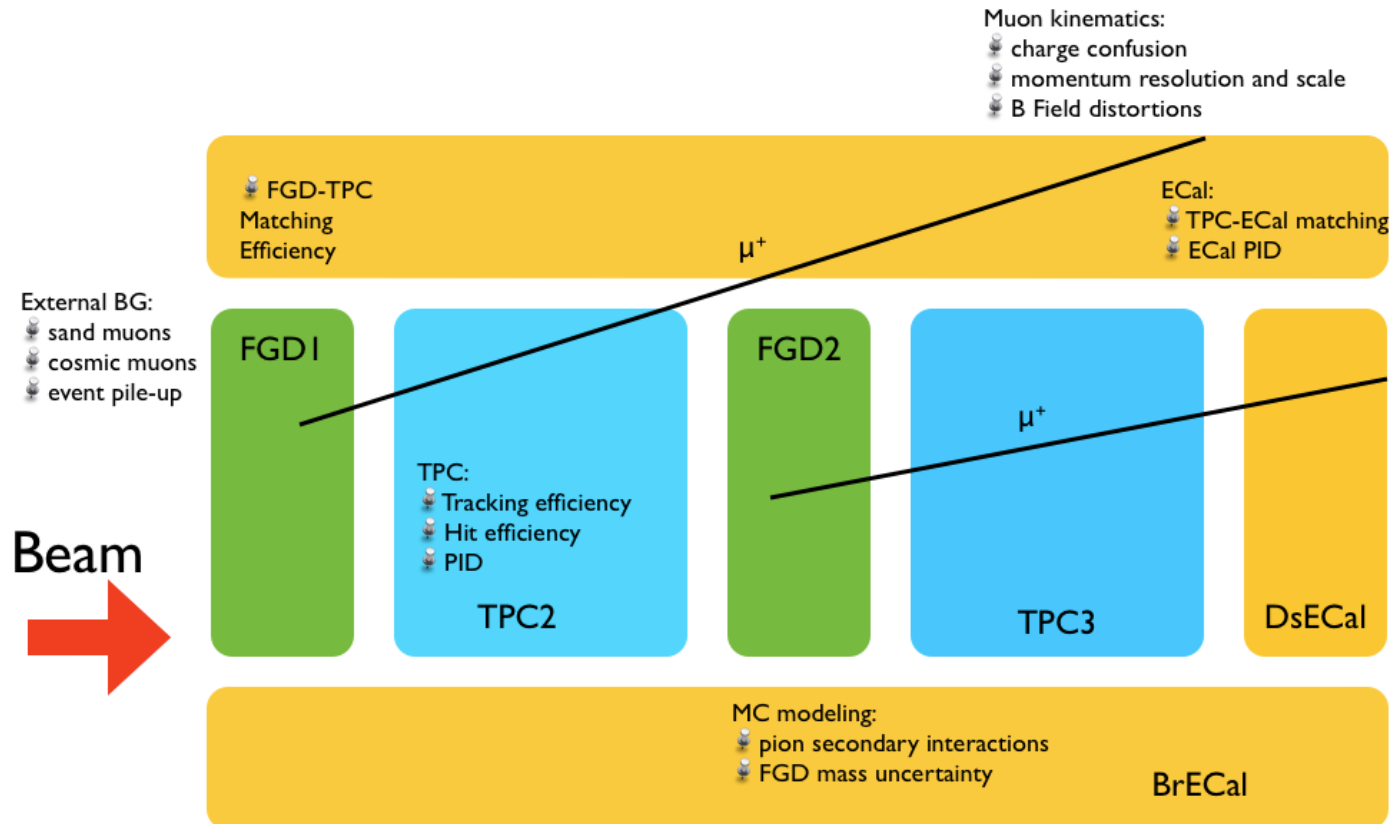 Muon kinematics:
charge confusion
momentum resolution and scale
B Field distortions
FGD-TPC
Matching
Efficiency
ECal:
TPC-ECal matching
ECal PID
μ+
External BG:
sand muons
cosmic muons
event pile-up
FGD1
FGD2
μ+
TPC:
Tracking efficiency
Hit efficiency
PID
Beam
TPC2
TPC3
DsECal
MC modeling:
pion secondary interactions
FGD mass uncertainty
BrECal